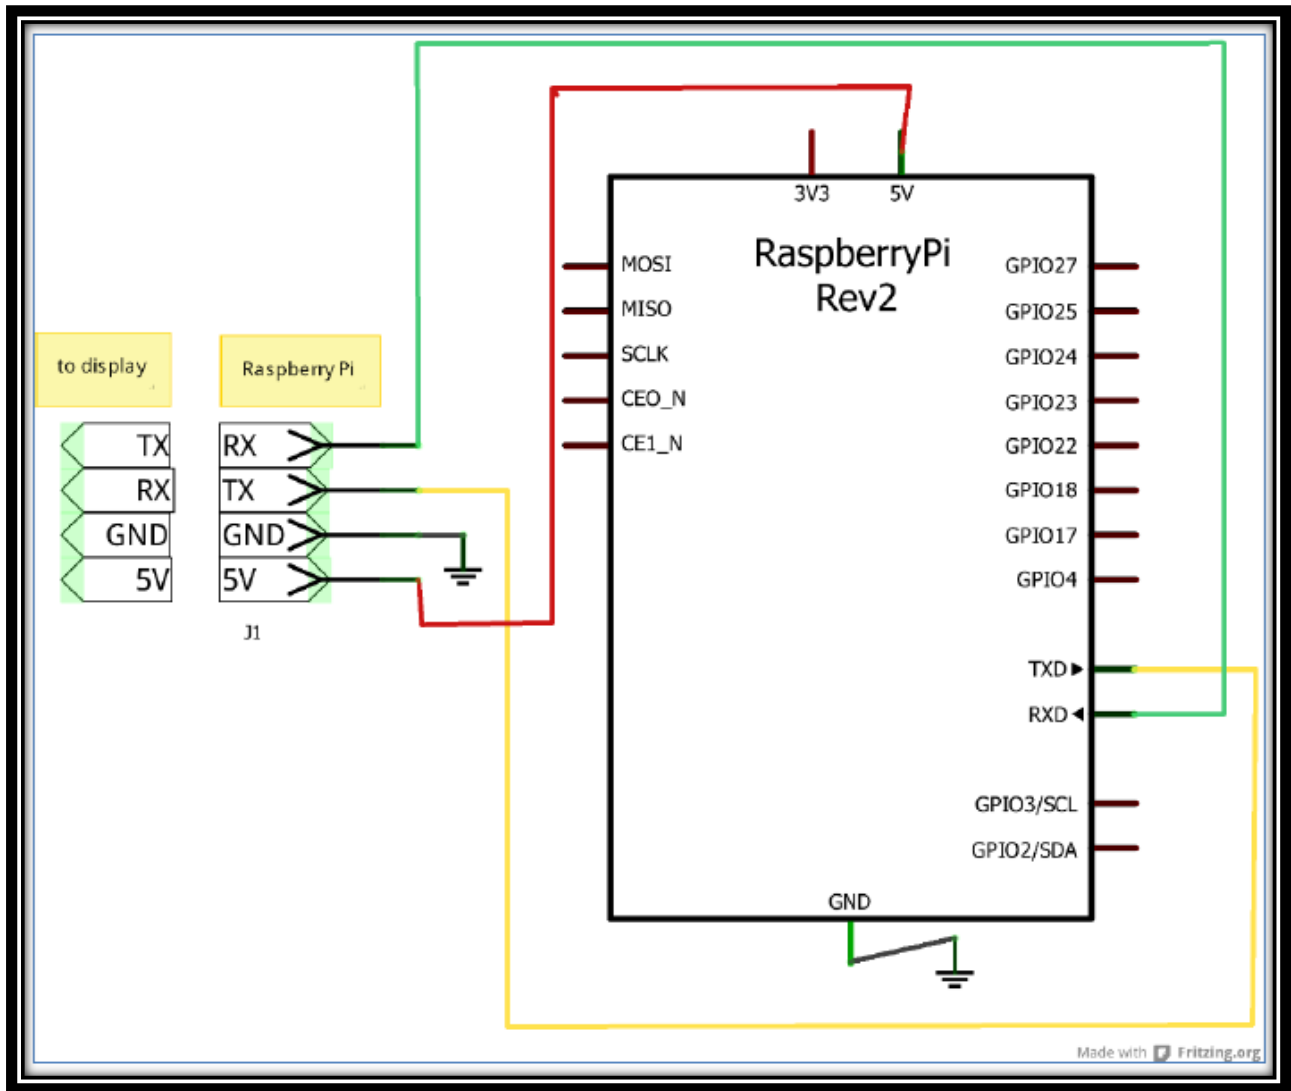 3V3
5V
RaspberryPi
Rev2
MOSI
MISO
SCLK
CEO_N
CE1_N
GPIO27
GPIO25
GPIO24
GPIO23
GPIO22
GPIO18
GPIO17
GPIO4
TXD
RXD
GPIO3/SCL
GPIO2/SDA
GND
to display
Raspberry Pi
TX
RX
GND
5V
RX
TX
GND
5V
J1
Made with Fritzing.org